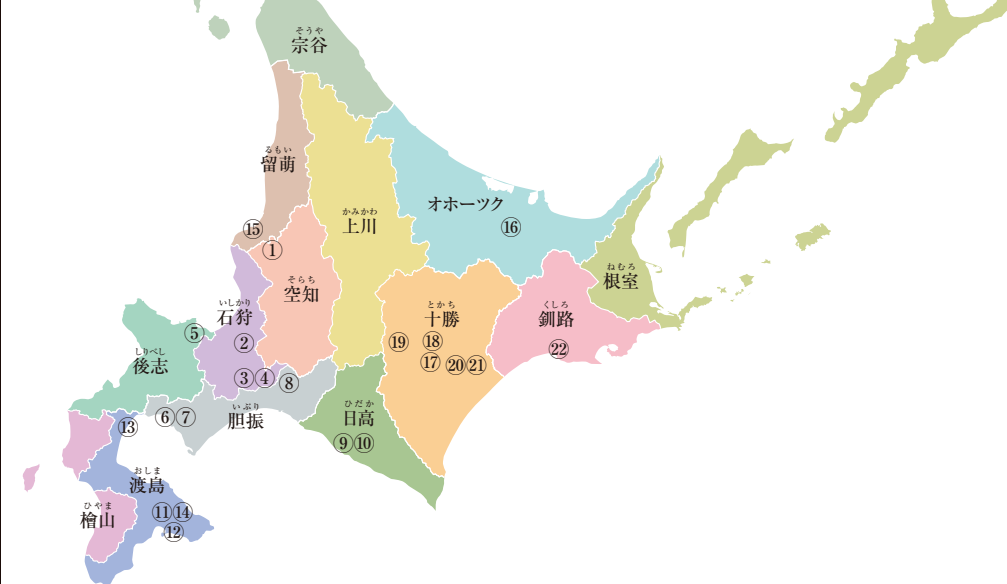 そうや
宗谷
るもい
留萌
かみかわ
上川
オホーツク
⑯
⑮
①
そらち
空知
ねむろ
根室
いしかり
石狩
②
③④
⑤
しりべし
後志
とかち
十勝
⑲
⑱
⑰
⑳㉑
くしろ
釧路
㉒
⑧
いぶり
胆振
⑥⑦
ひだか
日高
⑨⑩
⑬
おしま
渡島
⑪⑭
⑫
ひやま
檜山